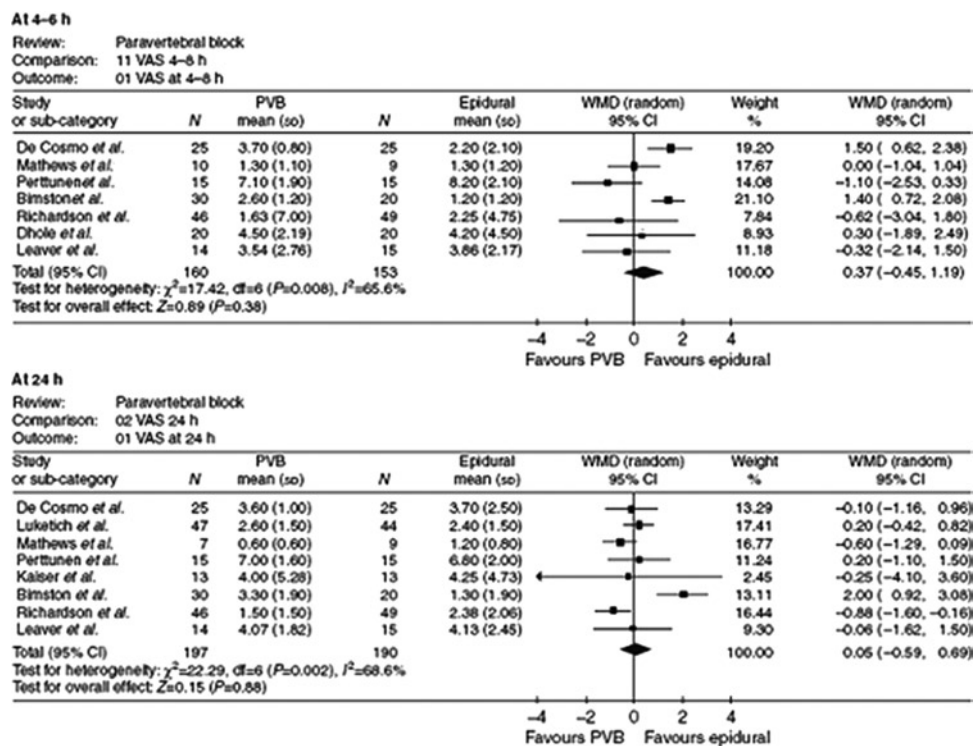 At 4–6 h
Review: Paravertebral block
Comparison: 11 VAS 4–8 h
Outcome: 01 VAS at 4–8 h
Study PVB Epidural WMD (random) Weight WMD (random)
or sub-category N mean (SD) N mean (SD) 95% CI % 95% CI
De Cosmo et al. 25 3.70 (0.80) 25 2.20 (2.10) 19.20 1.50 ( 0.62, 2.38)
Mathews et al. 10 1.30 (1.10) 9 1.30 (1.20) 17.67 0.00 (-1.04, 1.04)
Perttunen et al. 15 7.10 (1.90) 15 8.20 (2.10) 14.08 -1.10 (-2.53, 0.33)
Bimston et al. 30 2.60 (1.20) 20 1.20 (1.20) 21.10 1.40 ( 0.72, 2.08)
Richardson et al. 46 1.63 (7.00) 49 2.25 (4.75) 7.84 -0.62 (-3.04, 1.80)
Dhole et al. 20 4.50 (2.19) 20 4.20 (4.50) 8.93 0.30 (-1.89, 2.49)
Leaver et al. 14 3.54 (2.76) 15 3.86 (2.17) 11.18 -0.32 (-2.14, 1.50)
Total (95% CI) 160 153 100.00 0.37 (-0.45, 1.19)
Test for heterogeneity: χ²=17.42, df=6 (P=0.008), I²=65.6%
Test for overall effect: Z=0.89 (P=0.38)
–4 –2 0 2 4
Favours PVB Favours epidural
At 24 h
Review: Paravertebral block
Comparison: 02 VAS 24 h
Outcome: 01 VAS at 24 h
Study PVB Epidural WMD (random) Weight WMD (random)
or sub-category N mean (SD) N mean (SD) 95% CI % 95% CI
De Cosmo et al. 25 3.60 (1.00) 25 3.70 (2.50) 13.29 -0.10 (-1.16, 0.96)
Luketich et al. 47 2.60 (1.50) 44 2.40 (1.50) 17.41 0.20 (-0.42, 0.82)
Mathews et al. 7 0.60 (0.60) 9 1.20 (0.80) 16.77 -0.60 (-1.29, 0.09)
Perttunen et al. 15 7.00 (1.60) 15 6.80 (2.00) 11.24 0.20 (-1.10, 1.50)
Kaiser et al. 13 4.00 (5.28) 13 4.25 (4.73) 2.45 -0.25 (-4.10, 3.60)
Bimston et al. 30 3.30 (1.90) 20 1.30 (1.90) 13.11 2.00 ( 0.92, 3.08)
Richardson et al. 46 1.50 (1.50) 49 2.38 (2.06) 16.44 -0.88 (-1.60, -0.16)
Leaver et al. 14 4.07 (1.82) 15 4.13 (2.45) 9.30 -0.06 (-1.62, 1.50)
Total (95% CI) 197 190 100.00 0.05 (-0.59, 0.69)
Test for heterogeneity: χ²=22.29, df=6 (P=0.002), I²=68.6%
Test for overall effect: Z=0.15 (P=0.88)
–4 –2 0 2 4
Favours PVB Favours epidural